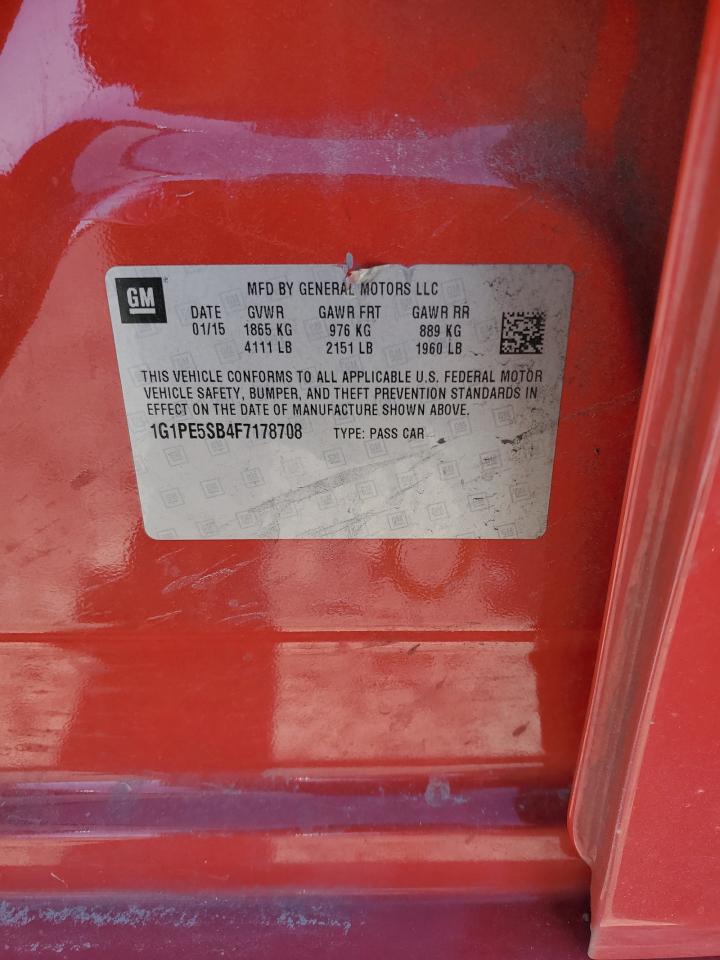 GM
MFD BY GENERAL MOTORS LLC
DATE GVWR GAWR FRT GAWR RR
01/15 1865 KG 976 KG 889 KG
4111 LB 2151 LB 1960 LB
THIS VEHICLE CONFORMS TO ALL APPLICABLE U.S. FEDERAL MOTOR
VEHICLE SAFETY, BUMPER, AND THEFT PREVENTION STANDARDS IN
EFFECT ON THE DATE OF MANUFACTURE SHOWN ABOVE.
1G1PE5SB4F7178708 TYPE: PASS CAR